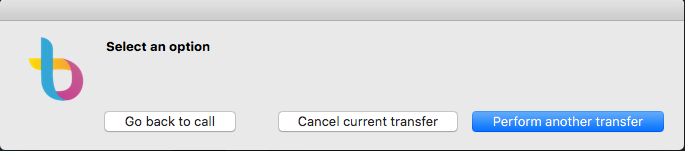 Select an option
Go back to call
Cancel current transfer
Perform another transfer